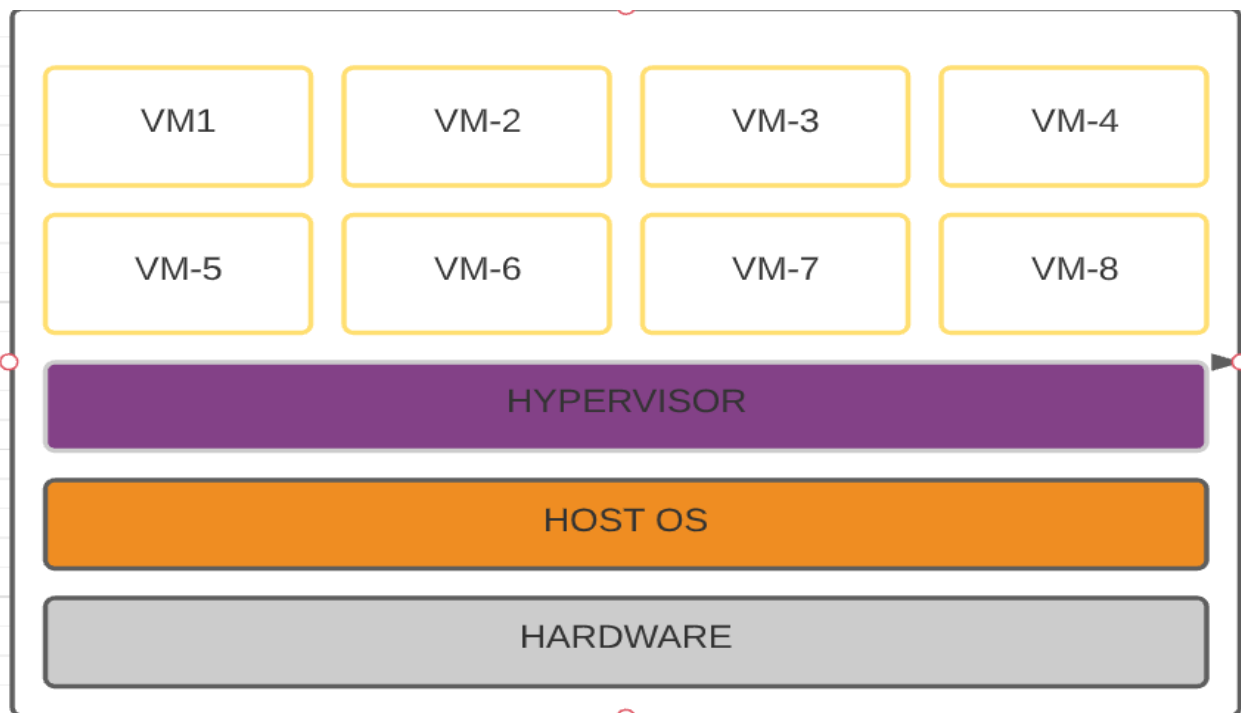 VM1
VM-2
VM-3
VM-4
VM-5
VM-6
VM-7
VM-8
HYPERVISOR
HOST OS
HARDWARE